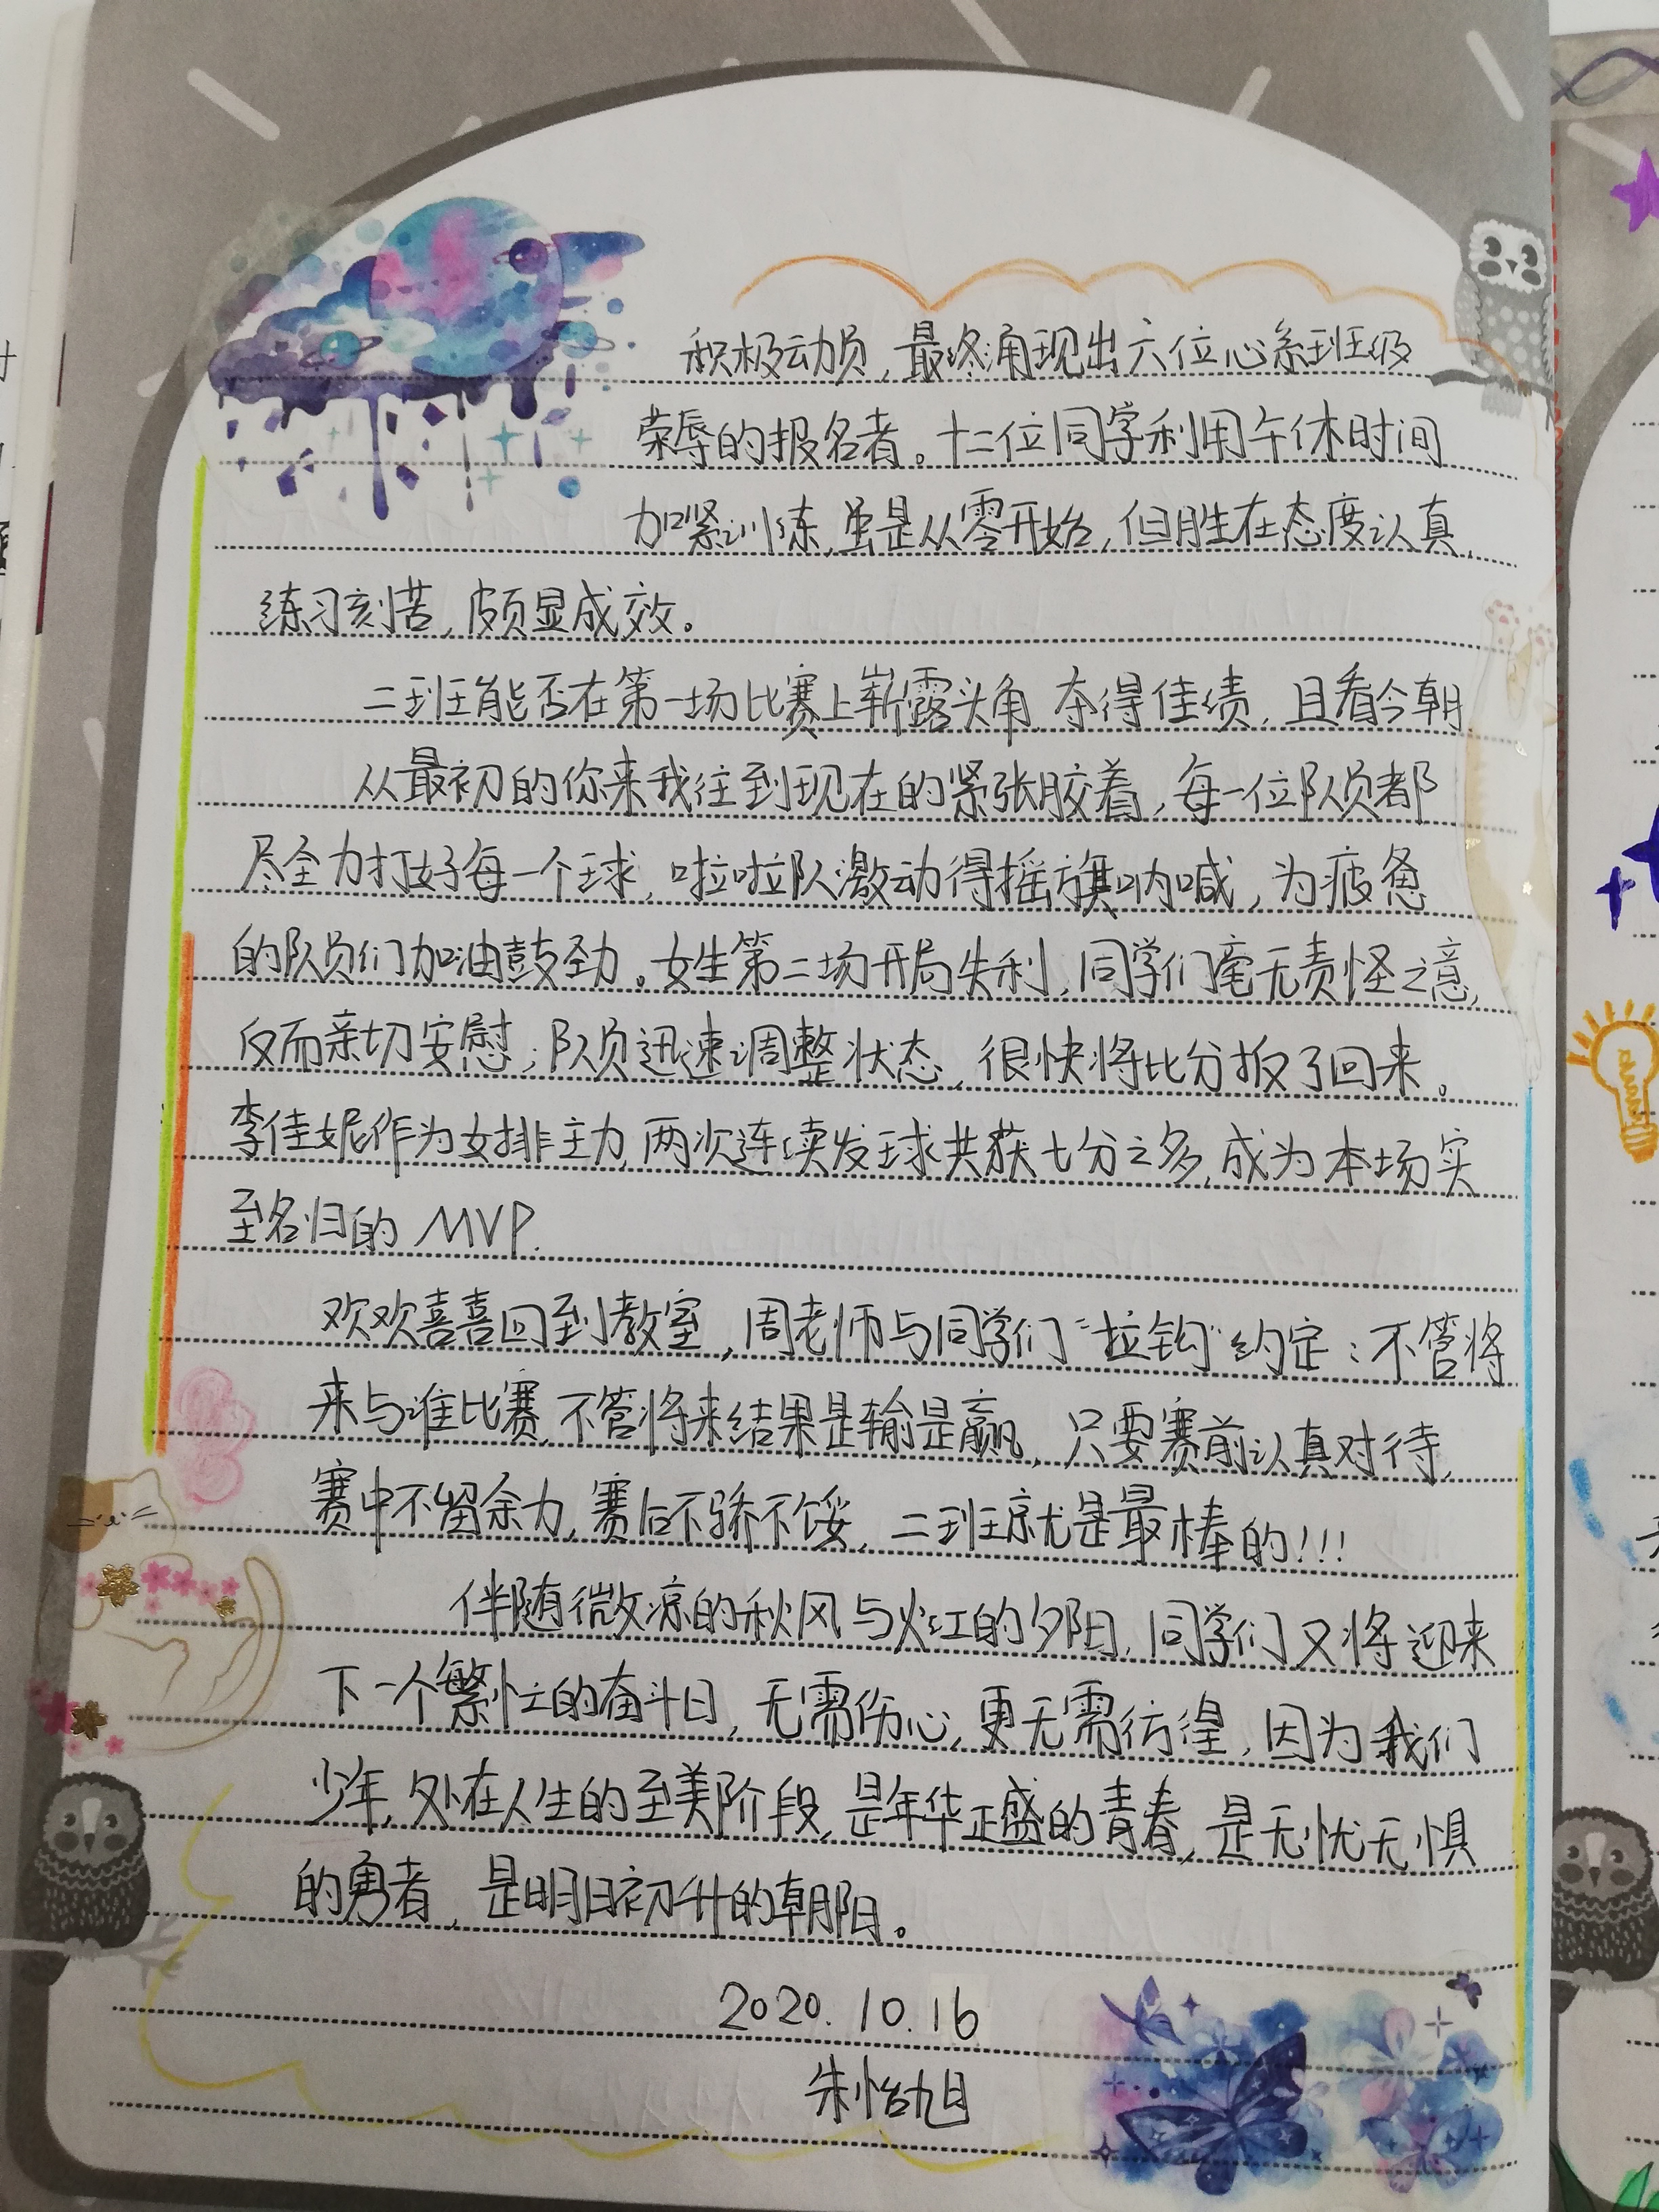 积极动员，最终涌现出六位心系班级
荣辱的报名者。十二位同学利用午休时间
加紧训练，虽是从零开始，但胜在态度认真，
练习刻苦，颇显成效。
二班能否在第一场比赛上崭露头角，夺得佳绩，且看今朝
从最初的你来我往到现在的紧张胶着，每一位队员都
尽全力打好每一个球，啦啦队激动得摇旗呐喊，为疲惫
的队员们加油鼓劲。女生第二场开局失利，同学们毫无责怪之意，
反而亲切安慰；队员迅速调整状态，很快将比分扳了回来。
李佳妮作为女排主力，两次连续发球共获七分之多，成为本场实
至名归的 MVP.
欢欢喜喜回到教室，周老师与同学们“拉钩”约定：不管将
来与谁比赛，不管将来结果是输是赢，只要赛前认真对待，
赛中不留余力，赛后不骄不馁，二班就是最棒的!!!
伴随微凉的秋风与火红的夕阳，同学们又将迎来
下一个繁忙的奋斗日，无需伤心，更无需彷徨，因为我们
少年，处在人生的至美阶段，是年华正盛的青春，是无忧无惧
的勇者，是明日初升的朝阳。
2020.10.16
朱怡旭